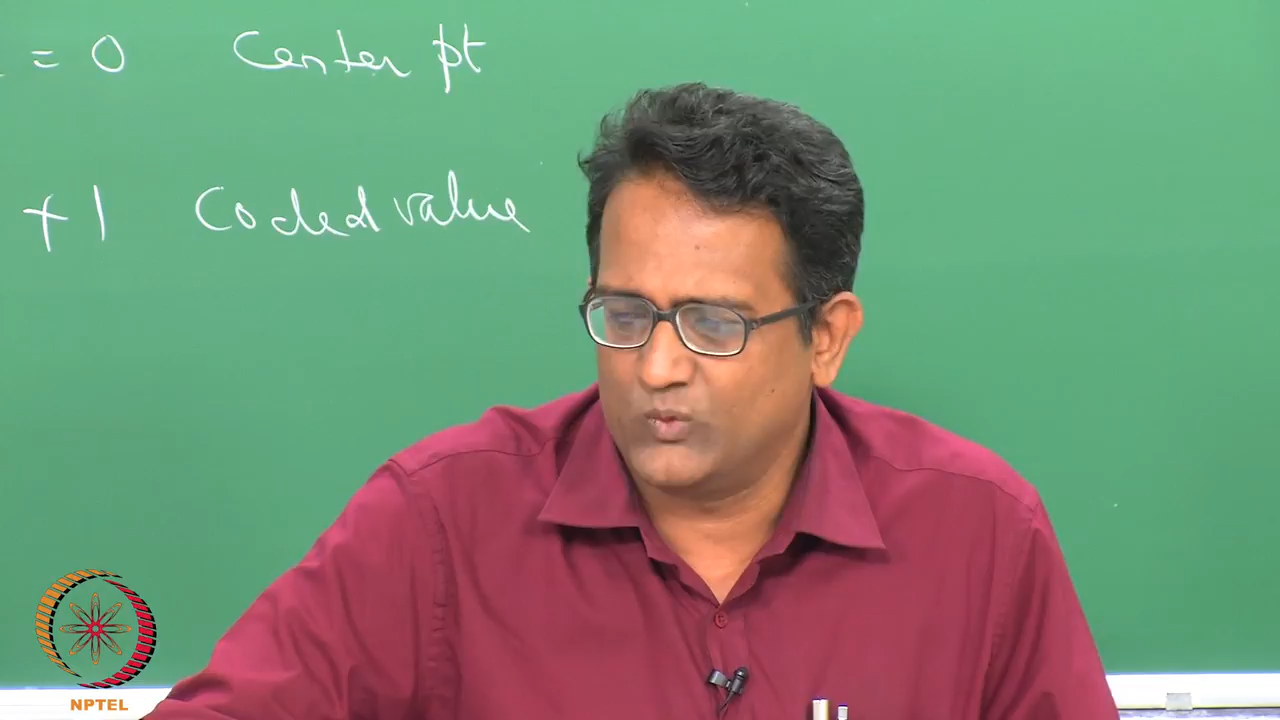 = 0 Center pt
+1 Coded value
NPTEL